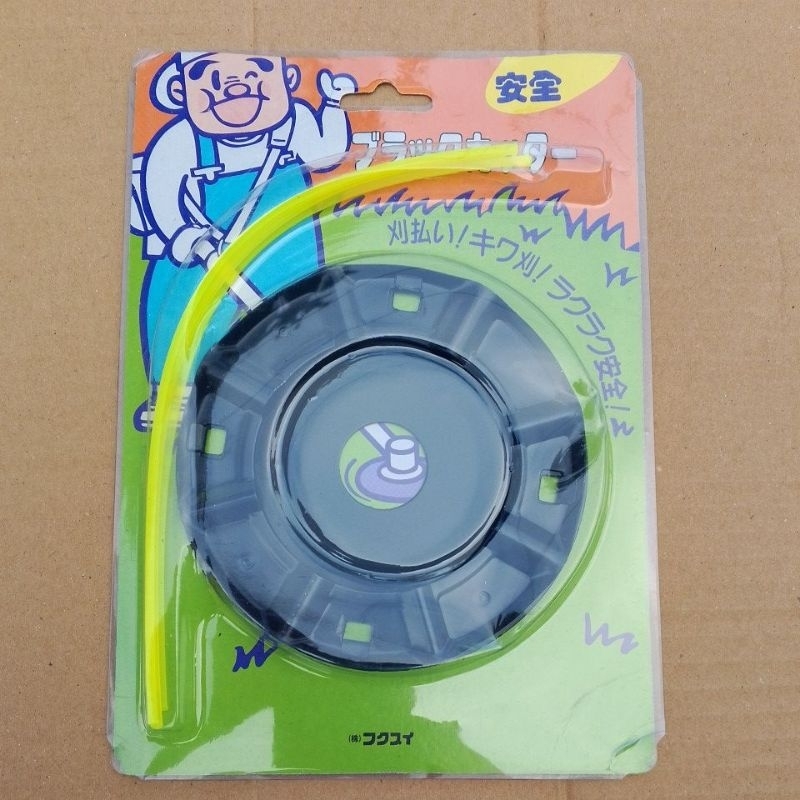 安全
ブラックカッター
刈払い！キワ刈！ラクラク安全！
(株)フクスイ